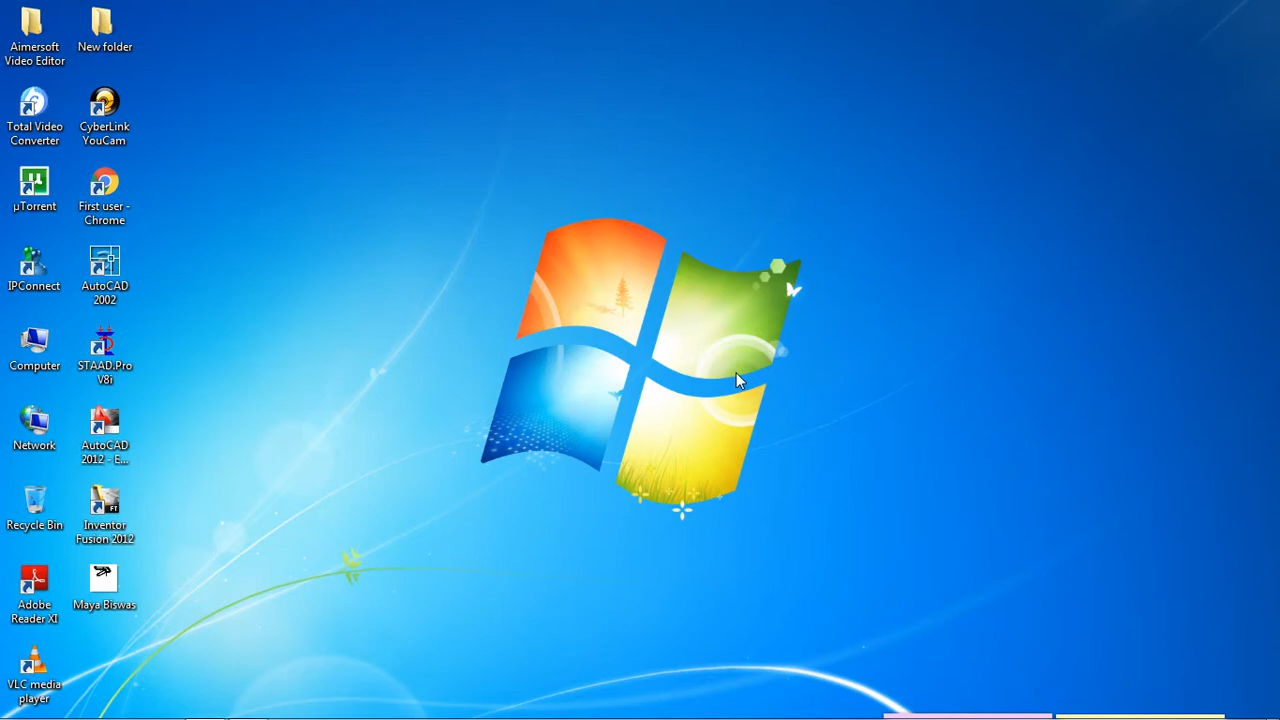 Aimersoft
Video Editor
New folder
Total Video
Converter
CyberLink
YouCam
µTorrent
First user -
Chrome
IPConnect
AutoCAD
2002
Computer
STAAD.Pro
V8i
Network
AutoCAD
2012 - E...
Recycle Bin
Inventor
Fusion 2012
FT
Adobe
Reader XI
Maya Biswas
VLC media
player